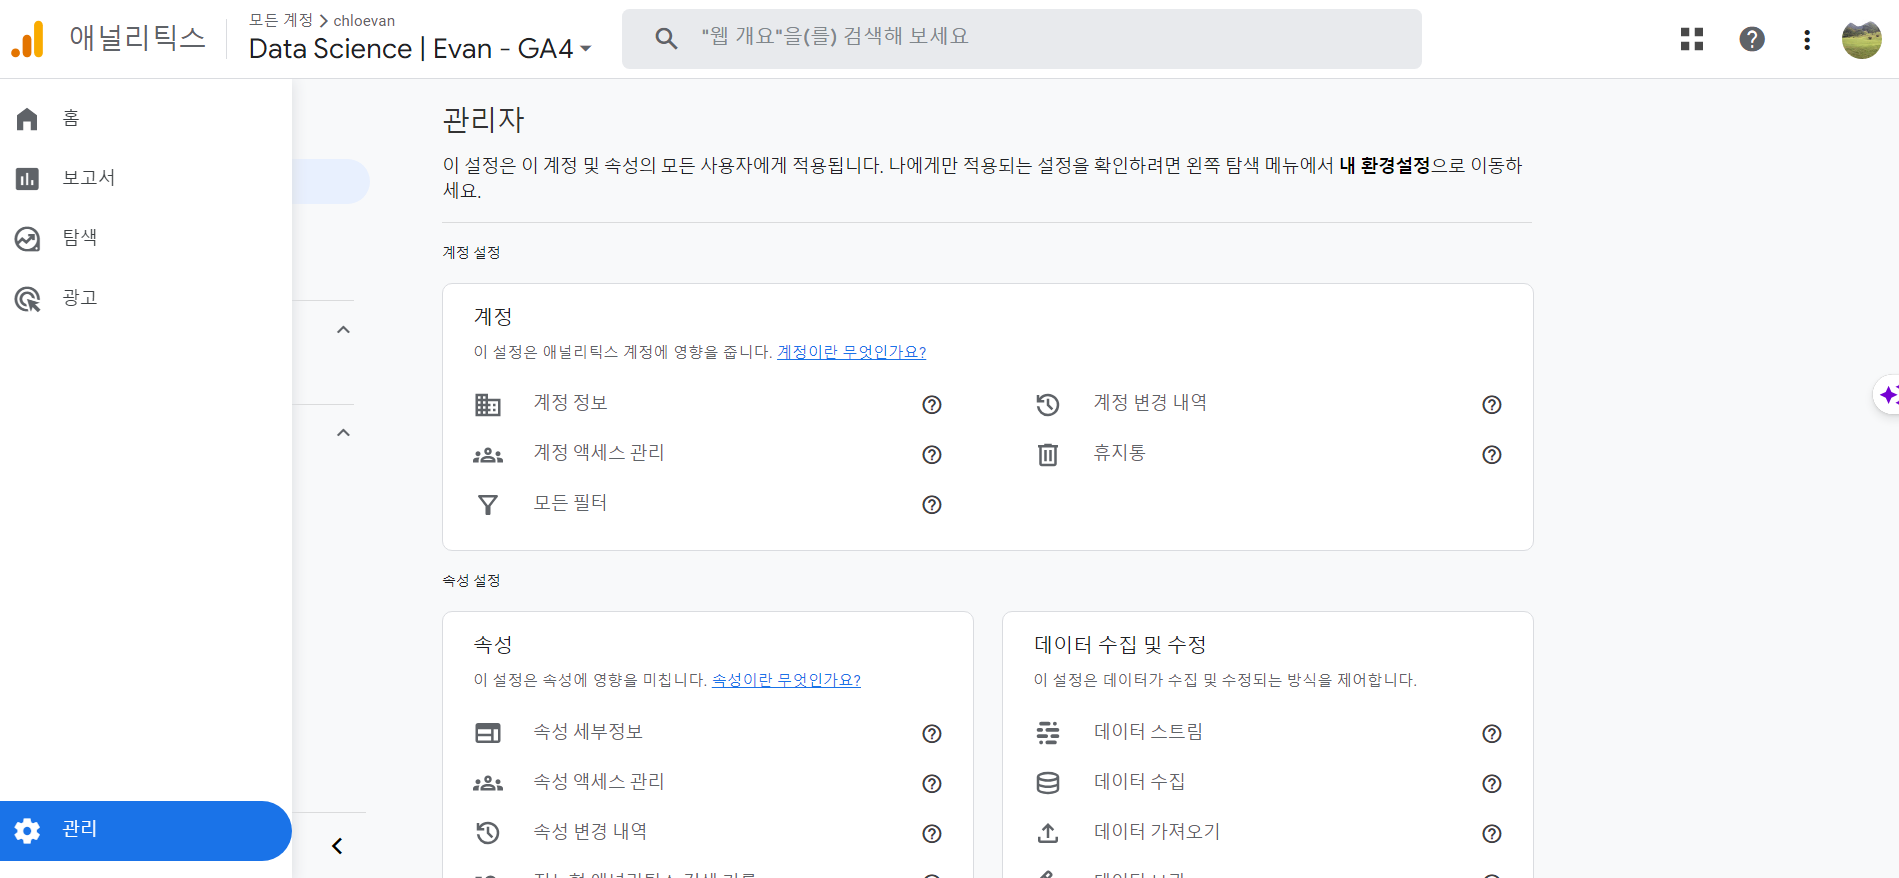 애널리틱스
모든 계정 > chloevan
Data Science | Evan - GA4
"웹 개요"을(를) 검색해 보세요
홈
보고서
탐색
광고
관리
관리자
이 설정은 이 계정 및 속성의 모든 사용자에게 적용됩니다. 나에게만 적용되는 설정을 확인하려면 왼쪽 탐색 메뉴에서 내 환경설정으로 이동하
세요.
계정 설정
계정
이 설정은 애널리틱스 계정에 영향을 줍니다. 계정이란 무엇인가요?
계정 정보
계정 변경 내역
계정 액세스 관리
휴지통
모든 필터
속성 설정
속성
이 설정은 속성에 영향을 미칩니다. 속성이란 무엇인가요?
속성 세부정보
속성 액세스 관리
속성 변경 내역
데이터 수집 및 수정
이 설정은 데이터가 수집 및 수정되는 방식을 제어합니다.
데이터 스트림
데이터 수집
데이터 가져오기